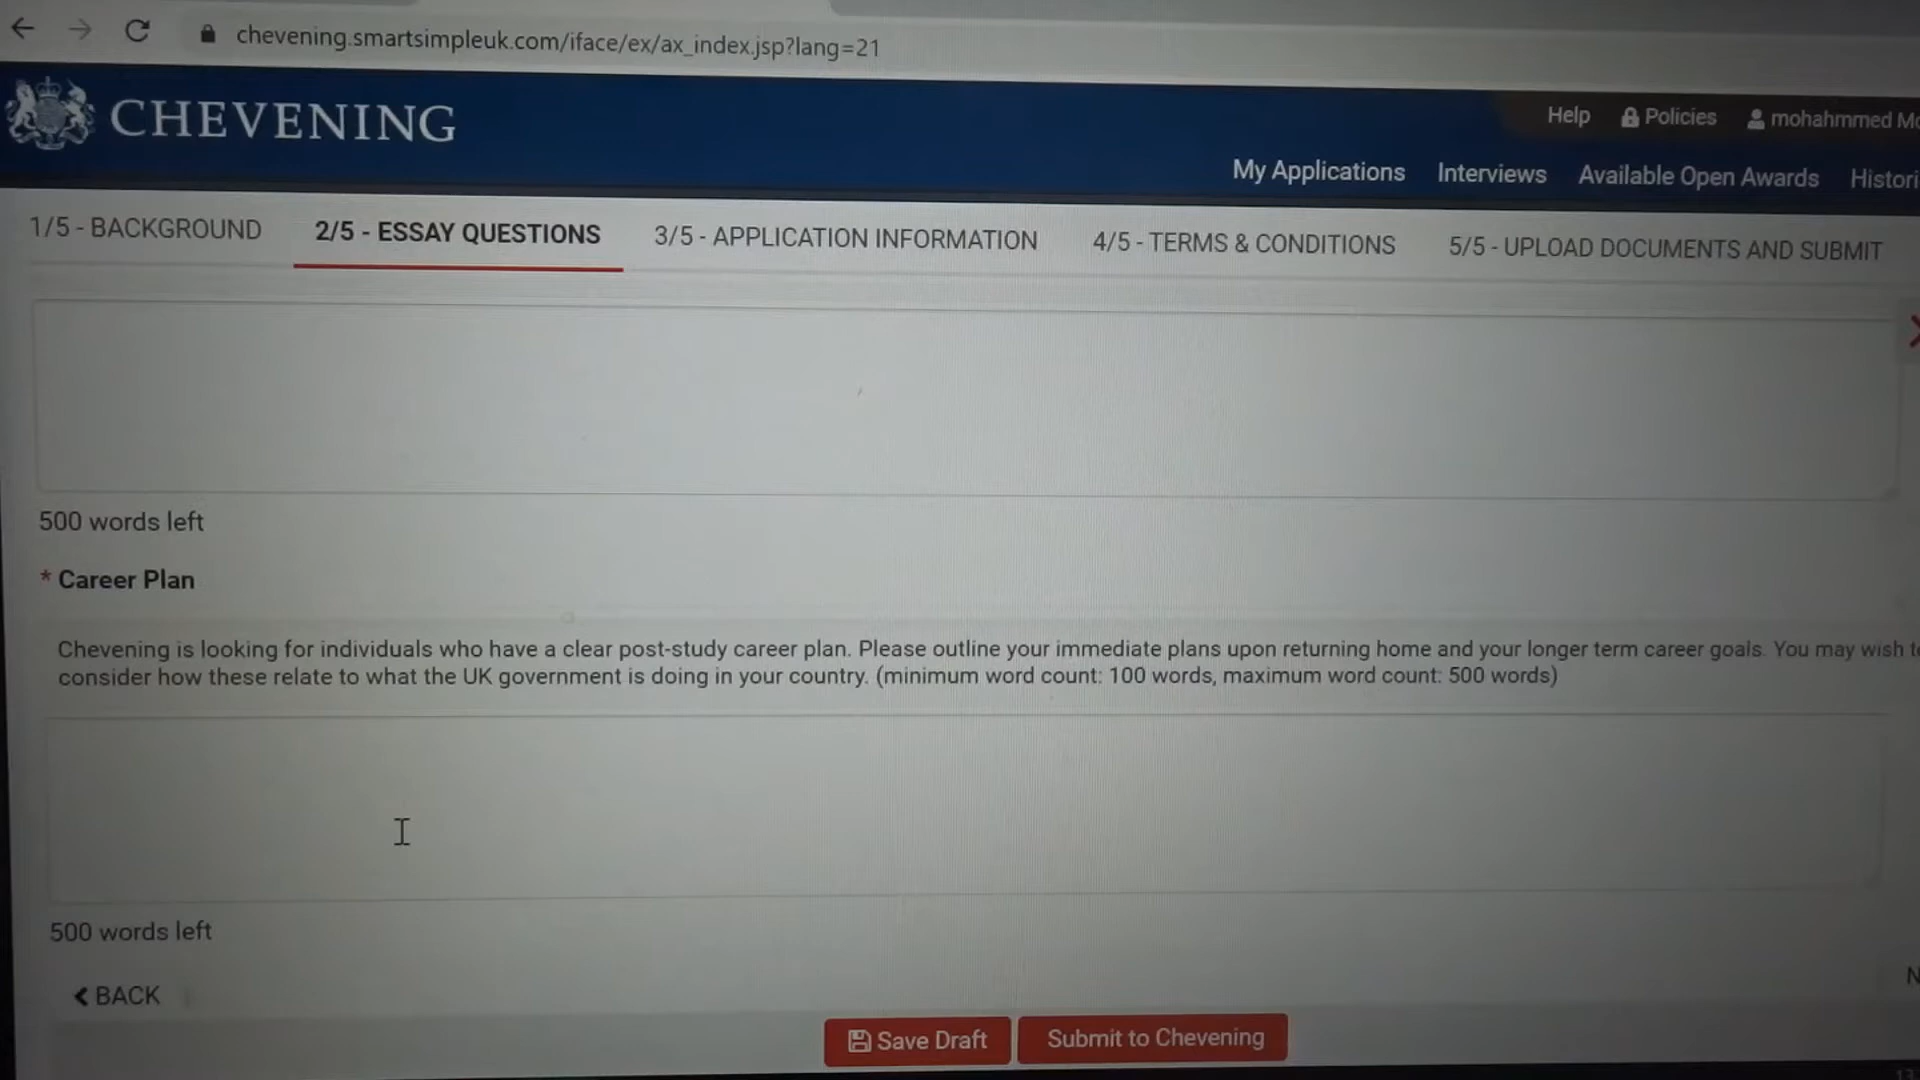 chevening.smartsimpleuk.com/iface/ex/ax_index.jsp?lang=21
CHEVENING
Help Policies mohahmmed
My Applications Interviews Available Open Awards
1/5 - BACKGROUND 2/5 - ESSAY QUESTIONS 3/5 - APPLICATION INFORMATION 4/5 - TERMS & CONDITIONS 5/5 - UPLOAD DOCUMENTS AND SUBMIT
500 words left
* Career Plan
Chevening is looking for individuals who have a clear post-study career plan. Please outline your immediate plans upon returning home and your longer term career goals. You may wish
consider how these relate to what the UK government is doing in your country. (minimum word count: 100 words, maximum word count: 500 words)
500 words left
BACK
Save Draft Submit to Chevening